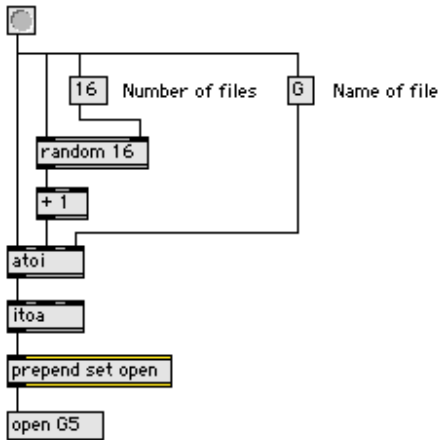 16 Number of files G Name of file
random 16
+ 1
atoi
itoa
prepend set open
open G5